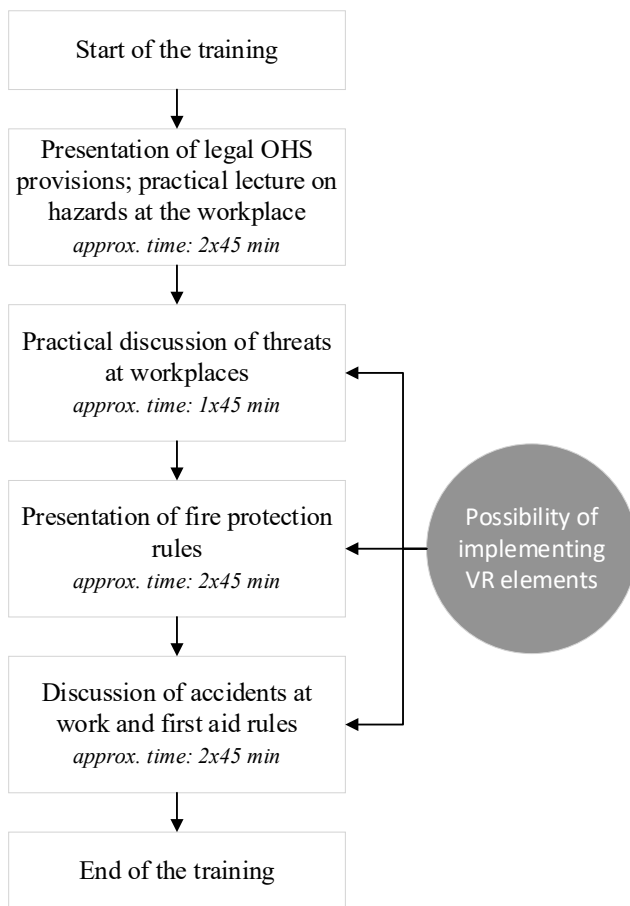 Start of the training
Presentation of legal OHS
provisions; practical lecture on
hazards at the workplace
approx. time: 2x45 min
Practical discussion of threats
at workplaces
approx. time: 1x45 min
Presentation of fire protection
rules
approx. time: 2x45 min
Possibility of
implementing
VR elements
Discussion of accidents at
work and first aid rules
approx. time: 2x45 min
End of the training